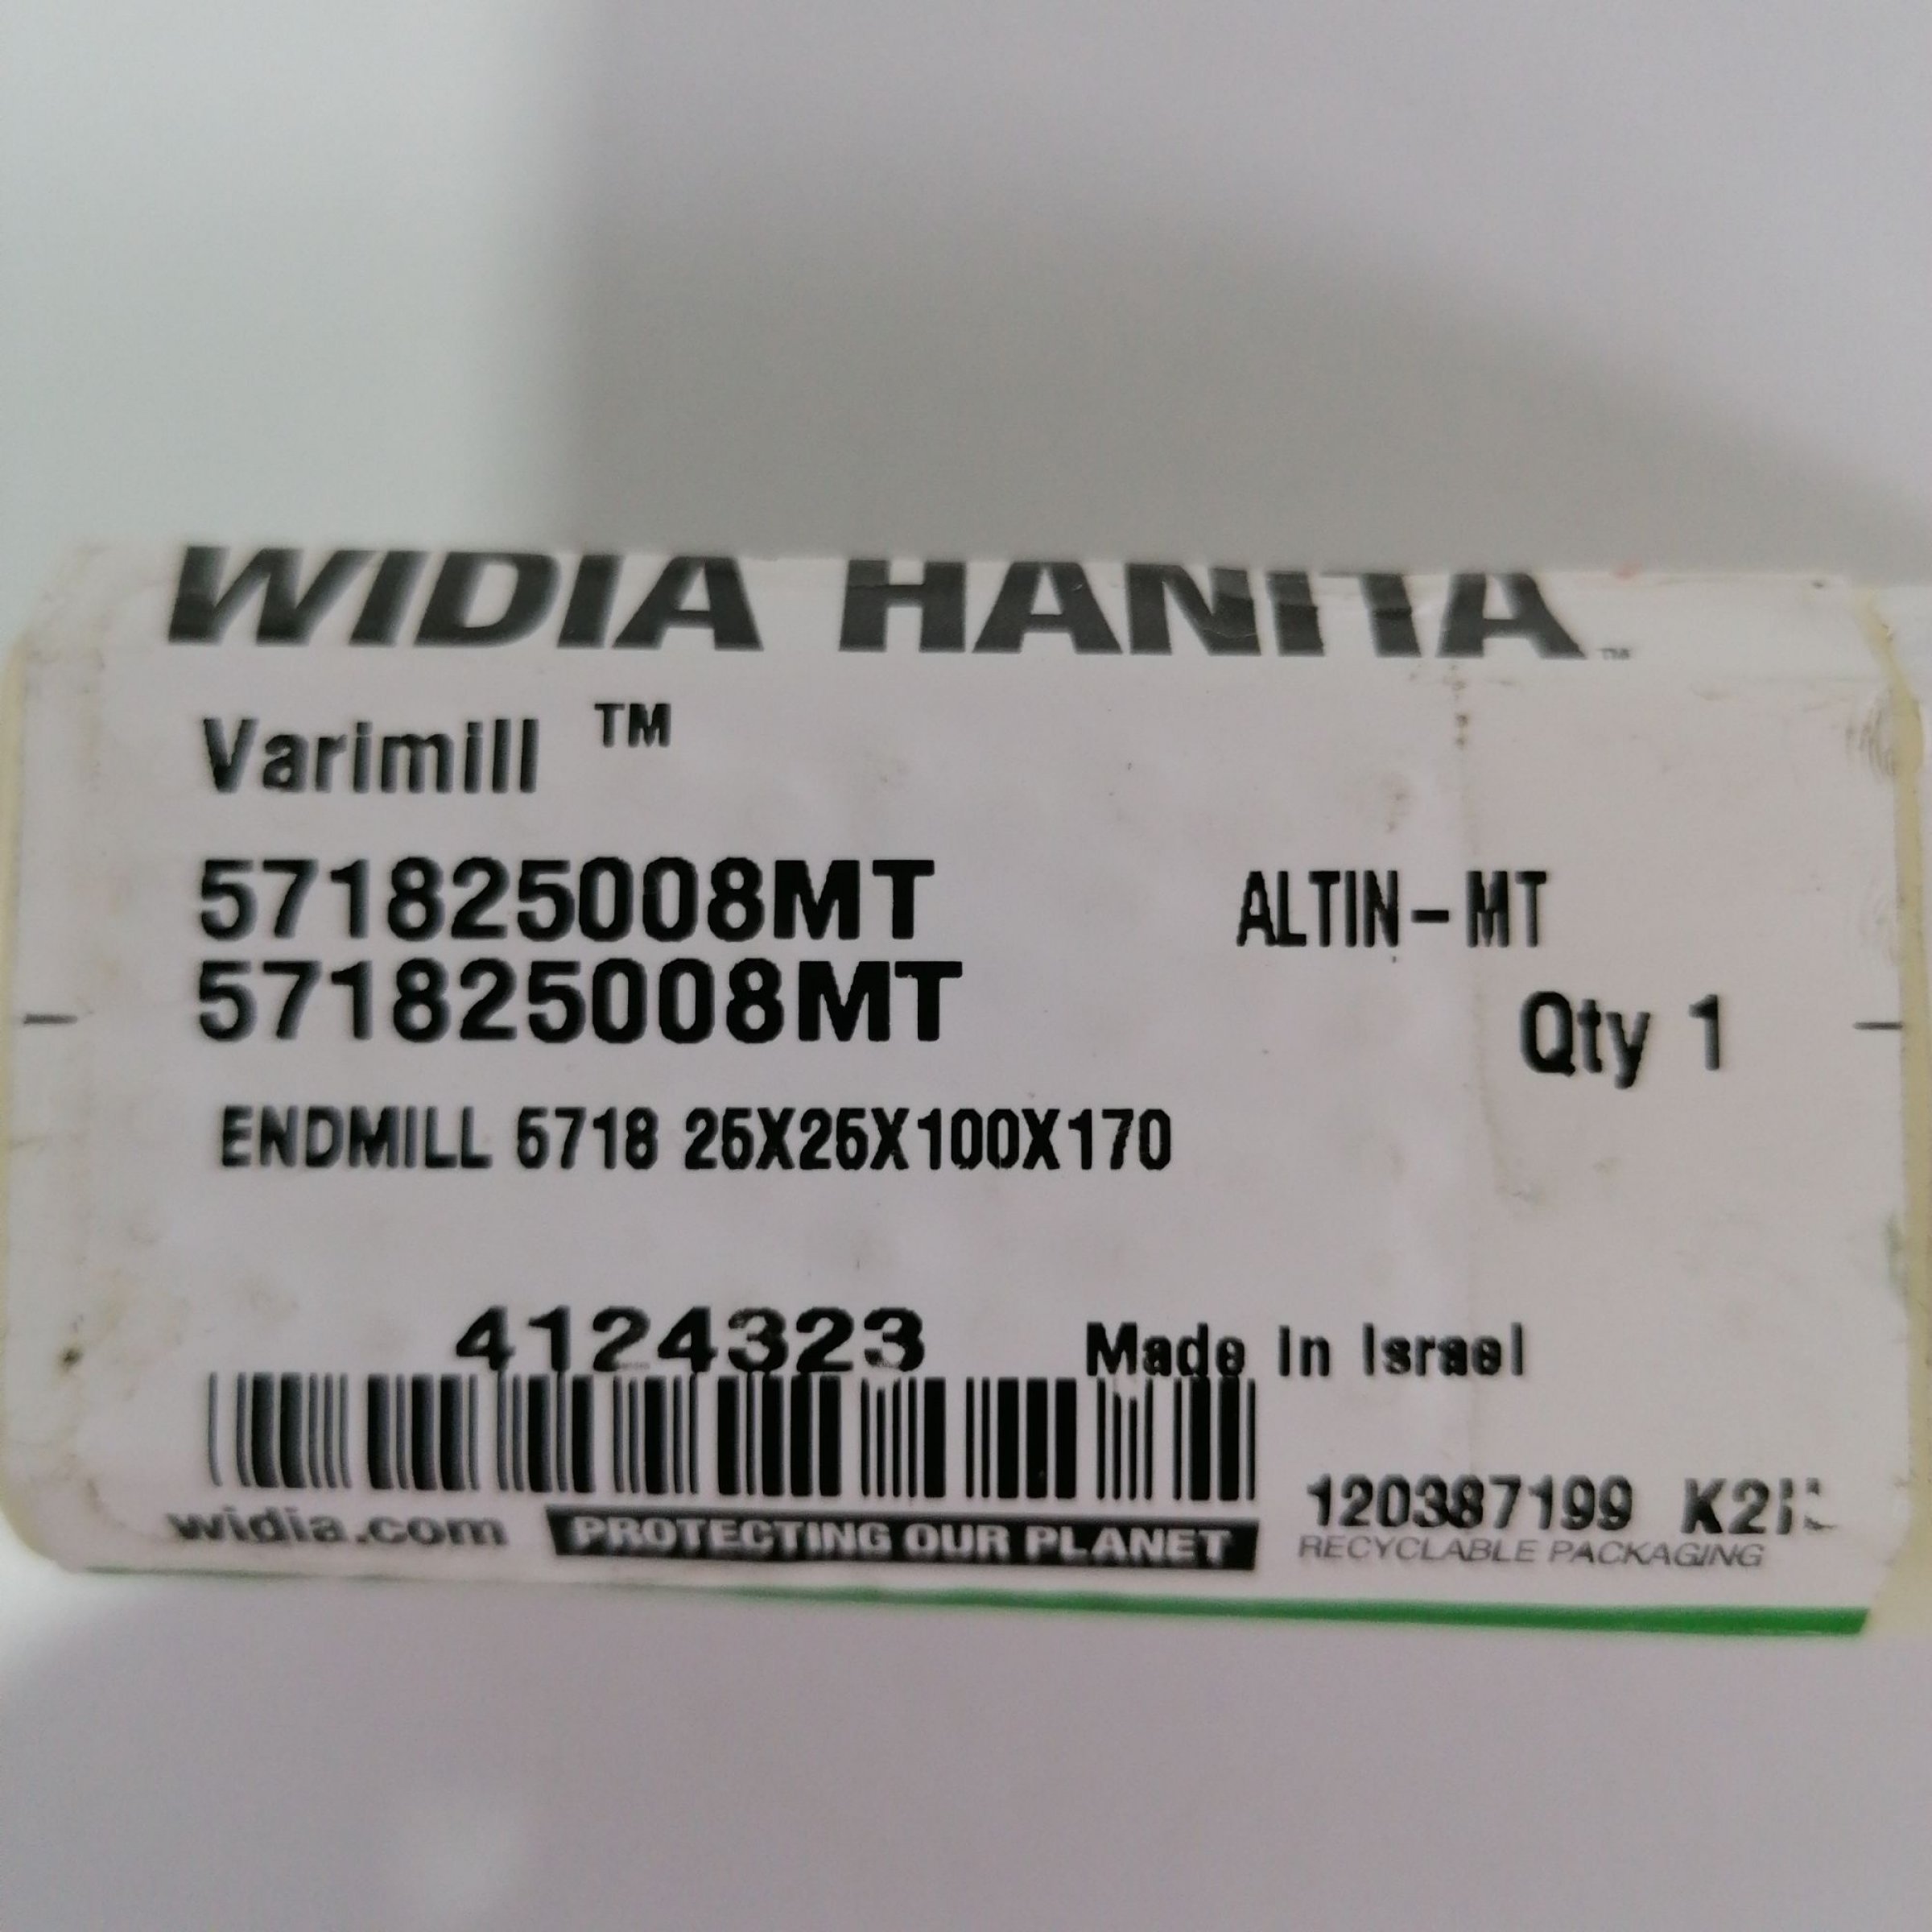 WIDIA HANITA™
Varimill ™
571825008MT ALTIN-MT
571825008MT
Qty 1
ENDMILL 5718 25X25X100X170
4124323 Made In Israel
120387199
widia.com PROTECTING OUR PLANET
RECYCLABLE PACKAGING